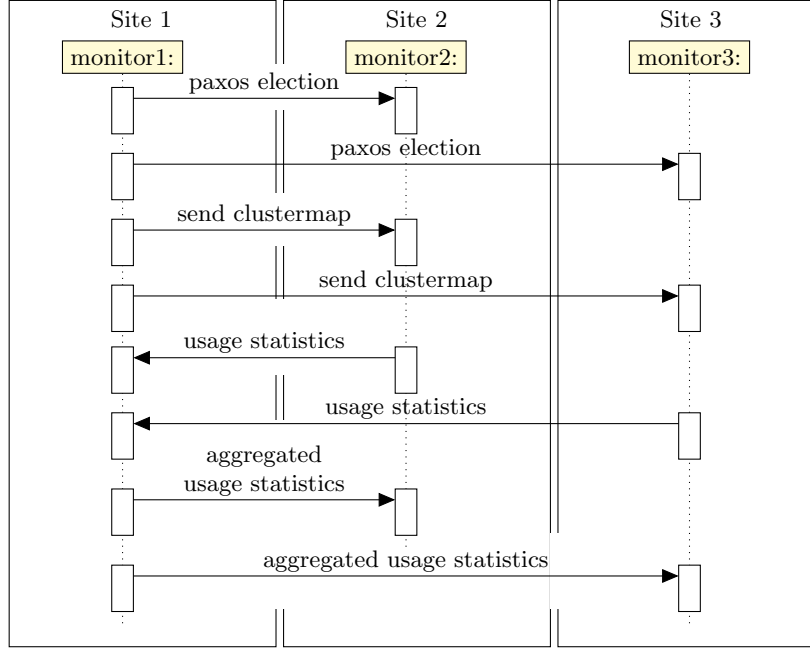 Site 1
Site 2
Site 3
monitor1:
monitor2:
monitor3:
paxos election
paxos election
send clustermap
send clustermap
usage statistics
usage statistics
aggregated
usage statistics
aggregated usage statistics